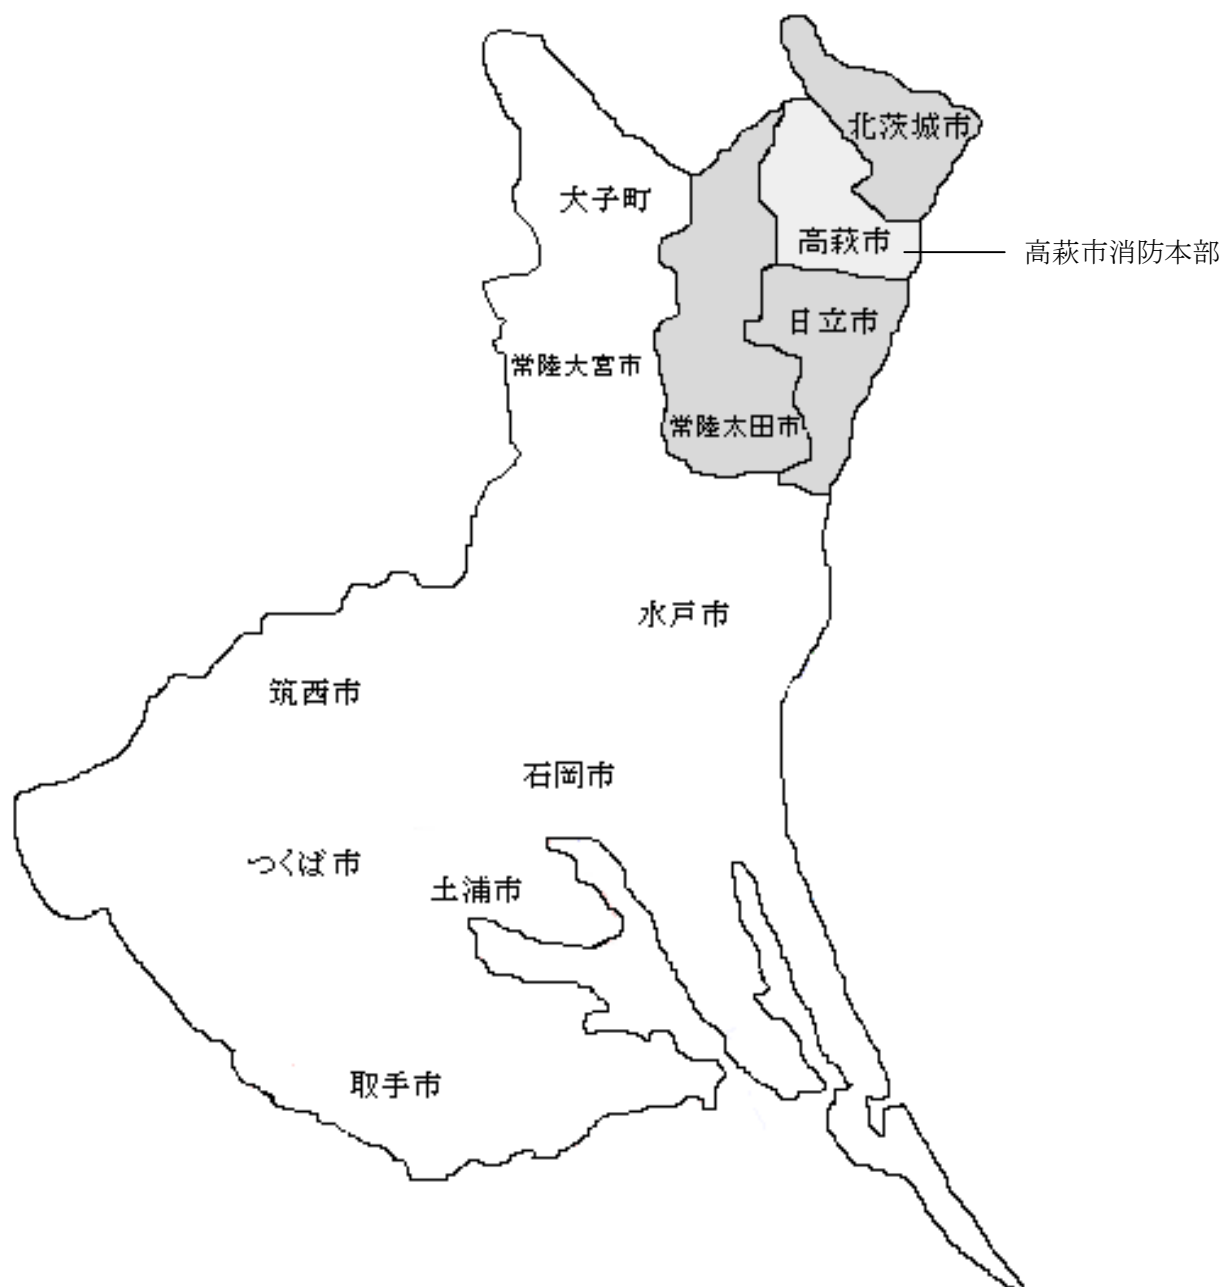 北茨城市
大子町
高萩市
高萩市消防本部
日立市
常陸大宮市
常陸太田市
水戸市
筑西市
石岡市
つくば市
土浦市
取手市